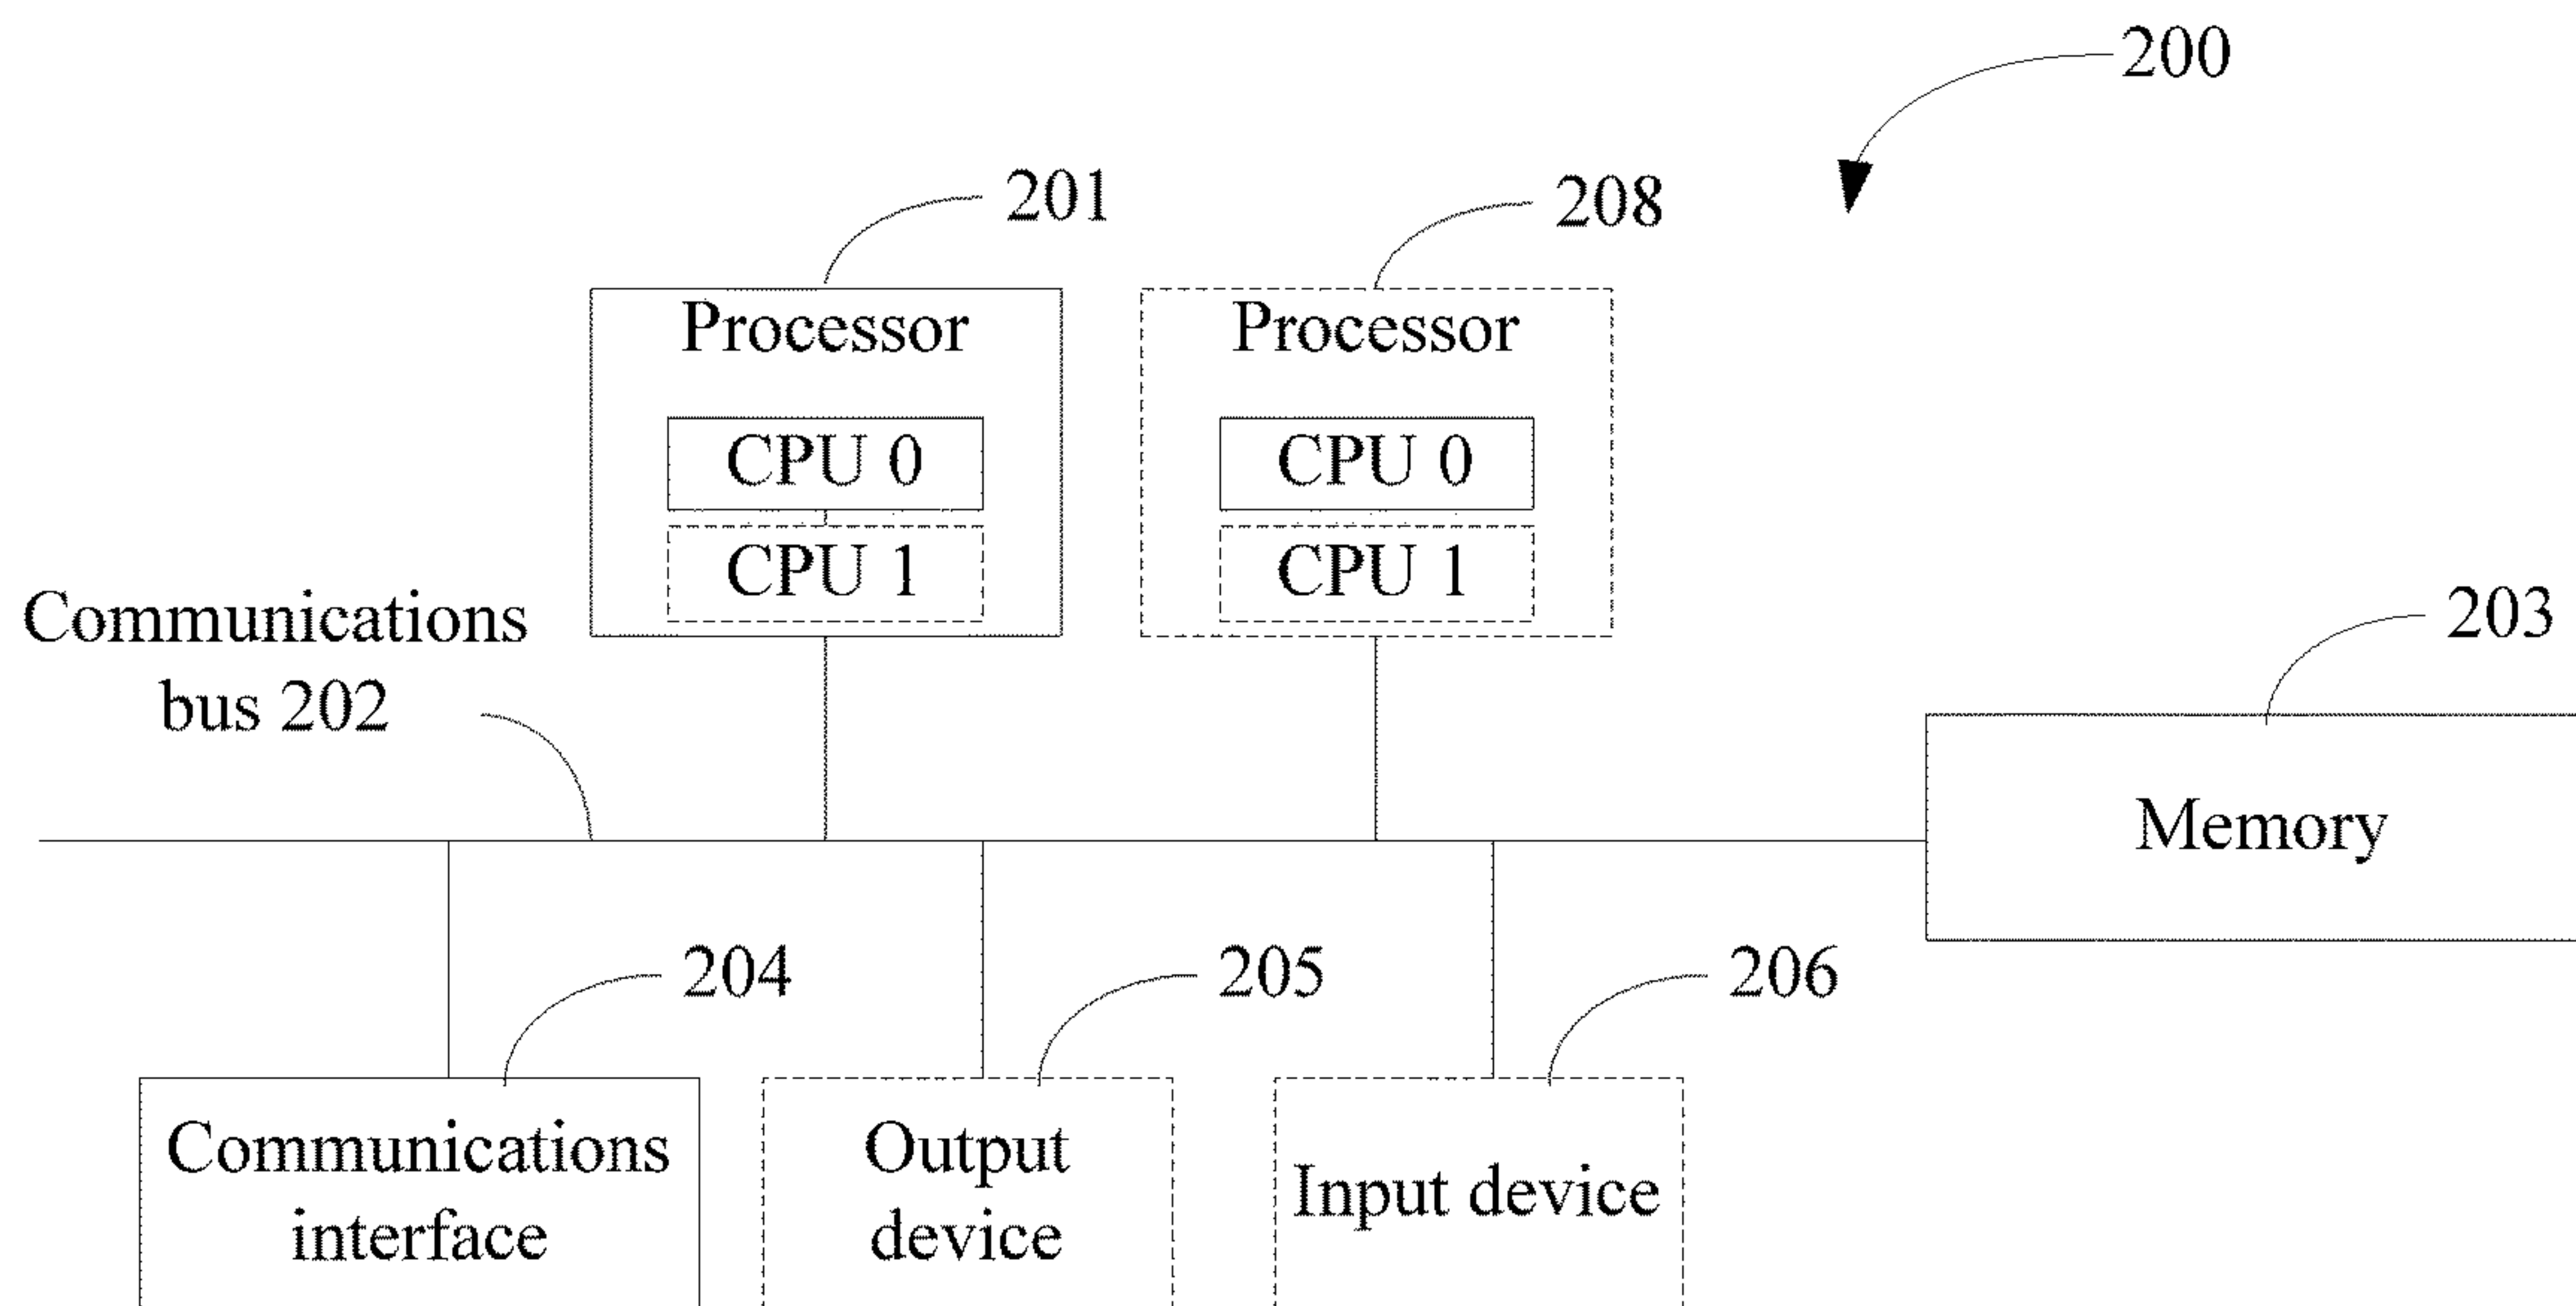 200
201
208
Processor
Processor
CPU 0
CPU 0
CPU 1
CPU 1
Communications
bus 202
203
Memory
204
205
206
Communications
interface
Output
device
Input device